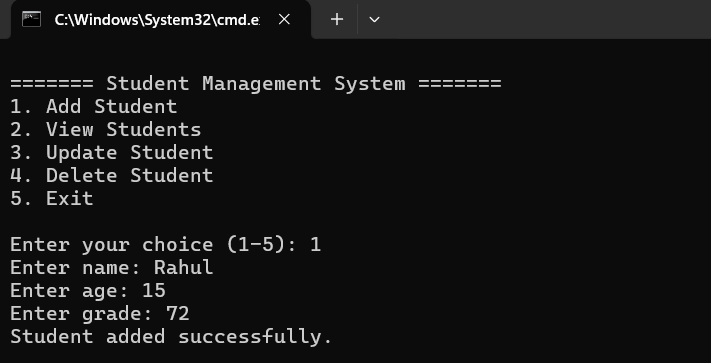 C:\Windows\System32\cmd.e
======= Student Management System =======
1. Add Student
2. View Students
3. Update Student
4. Delete Student
5. Exit
Enter your choice (1-5): 1
Enter name: Rahul
Enter age: 15
Enter grade: 72
Student added successfully.